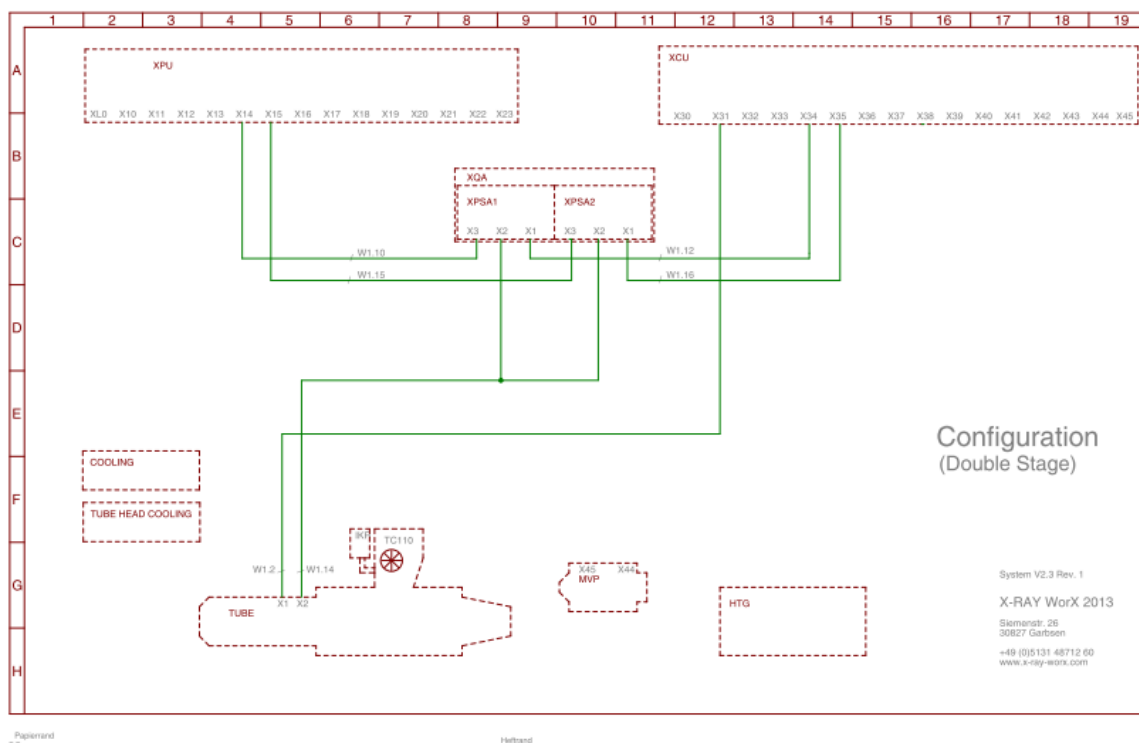 1 2 3 4 5 6 7 8 9 10 11 12 13 14 15 16 17 18 19
A
B
C
D
E
F
G
H
XPU
XL0 X10 X11 X12 X13 X14 X15 X16 X17 X18 X19 X20 X21 X22 X23
XCU
X30 X31 X32 X33 X34 X35 X36 X37 X38 X39 X40 X41 X42 X43 X44 X45
XQA
XPSA1 XPSA2
X3 X2 X1 X3 X2 X1
W1.10 W1.12
W1.15 W1.16
Configuration
(Double Stage)
COOLING
TUBE HEAD COOLING
TC110
W1.2 W1.14
X1 X2
TUBE
X45 X44
MVP
HTG
System V2.3 Rev. 1
X-RAY WorX 2013
Siemenstr. 26
30827 Garbsen
+49 (0)5131 48712 60
www.x-ray-worx.com
Papierrand
Heftrand